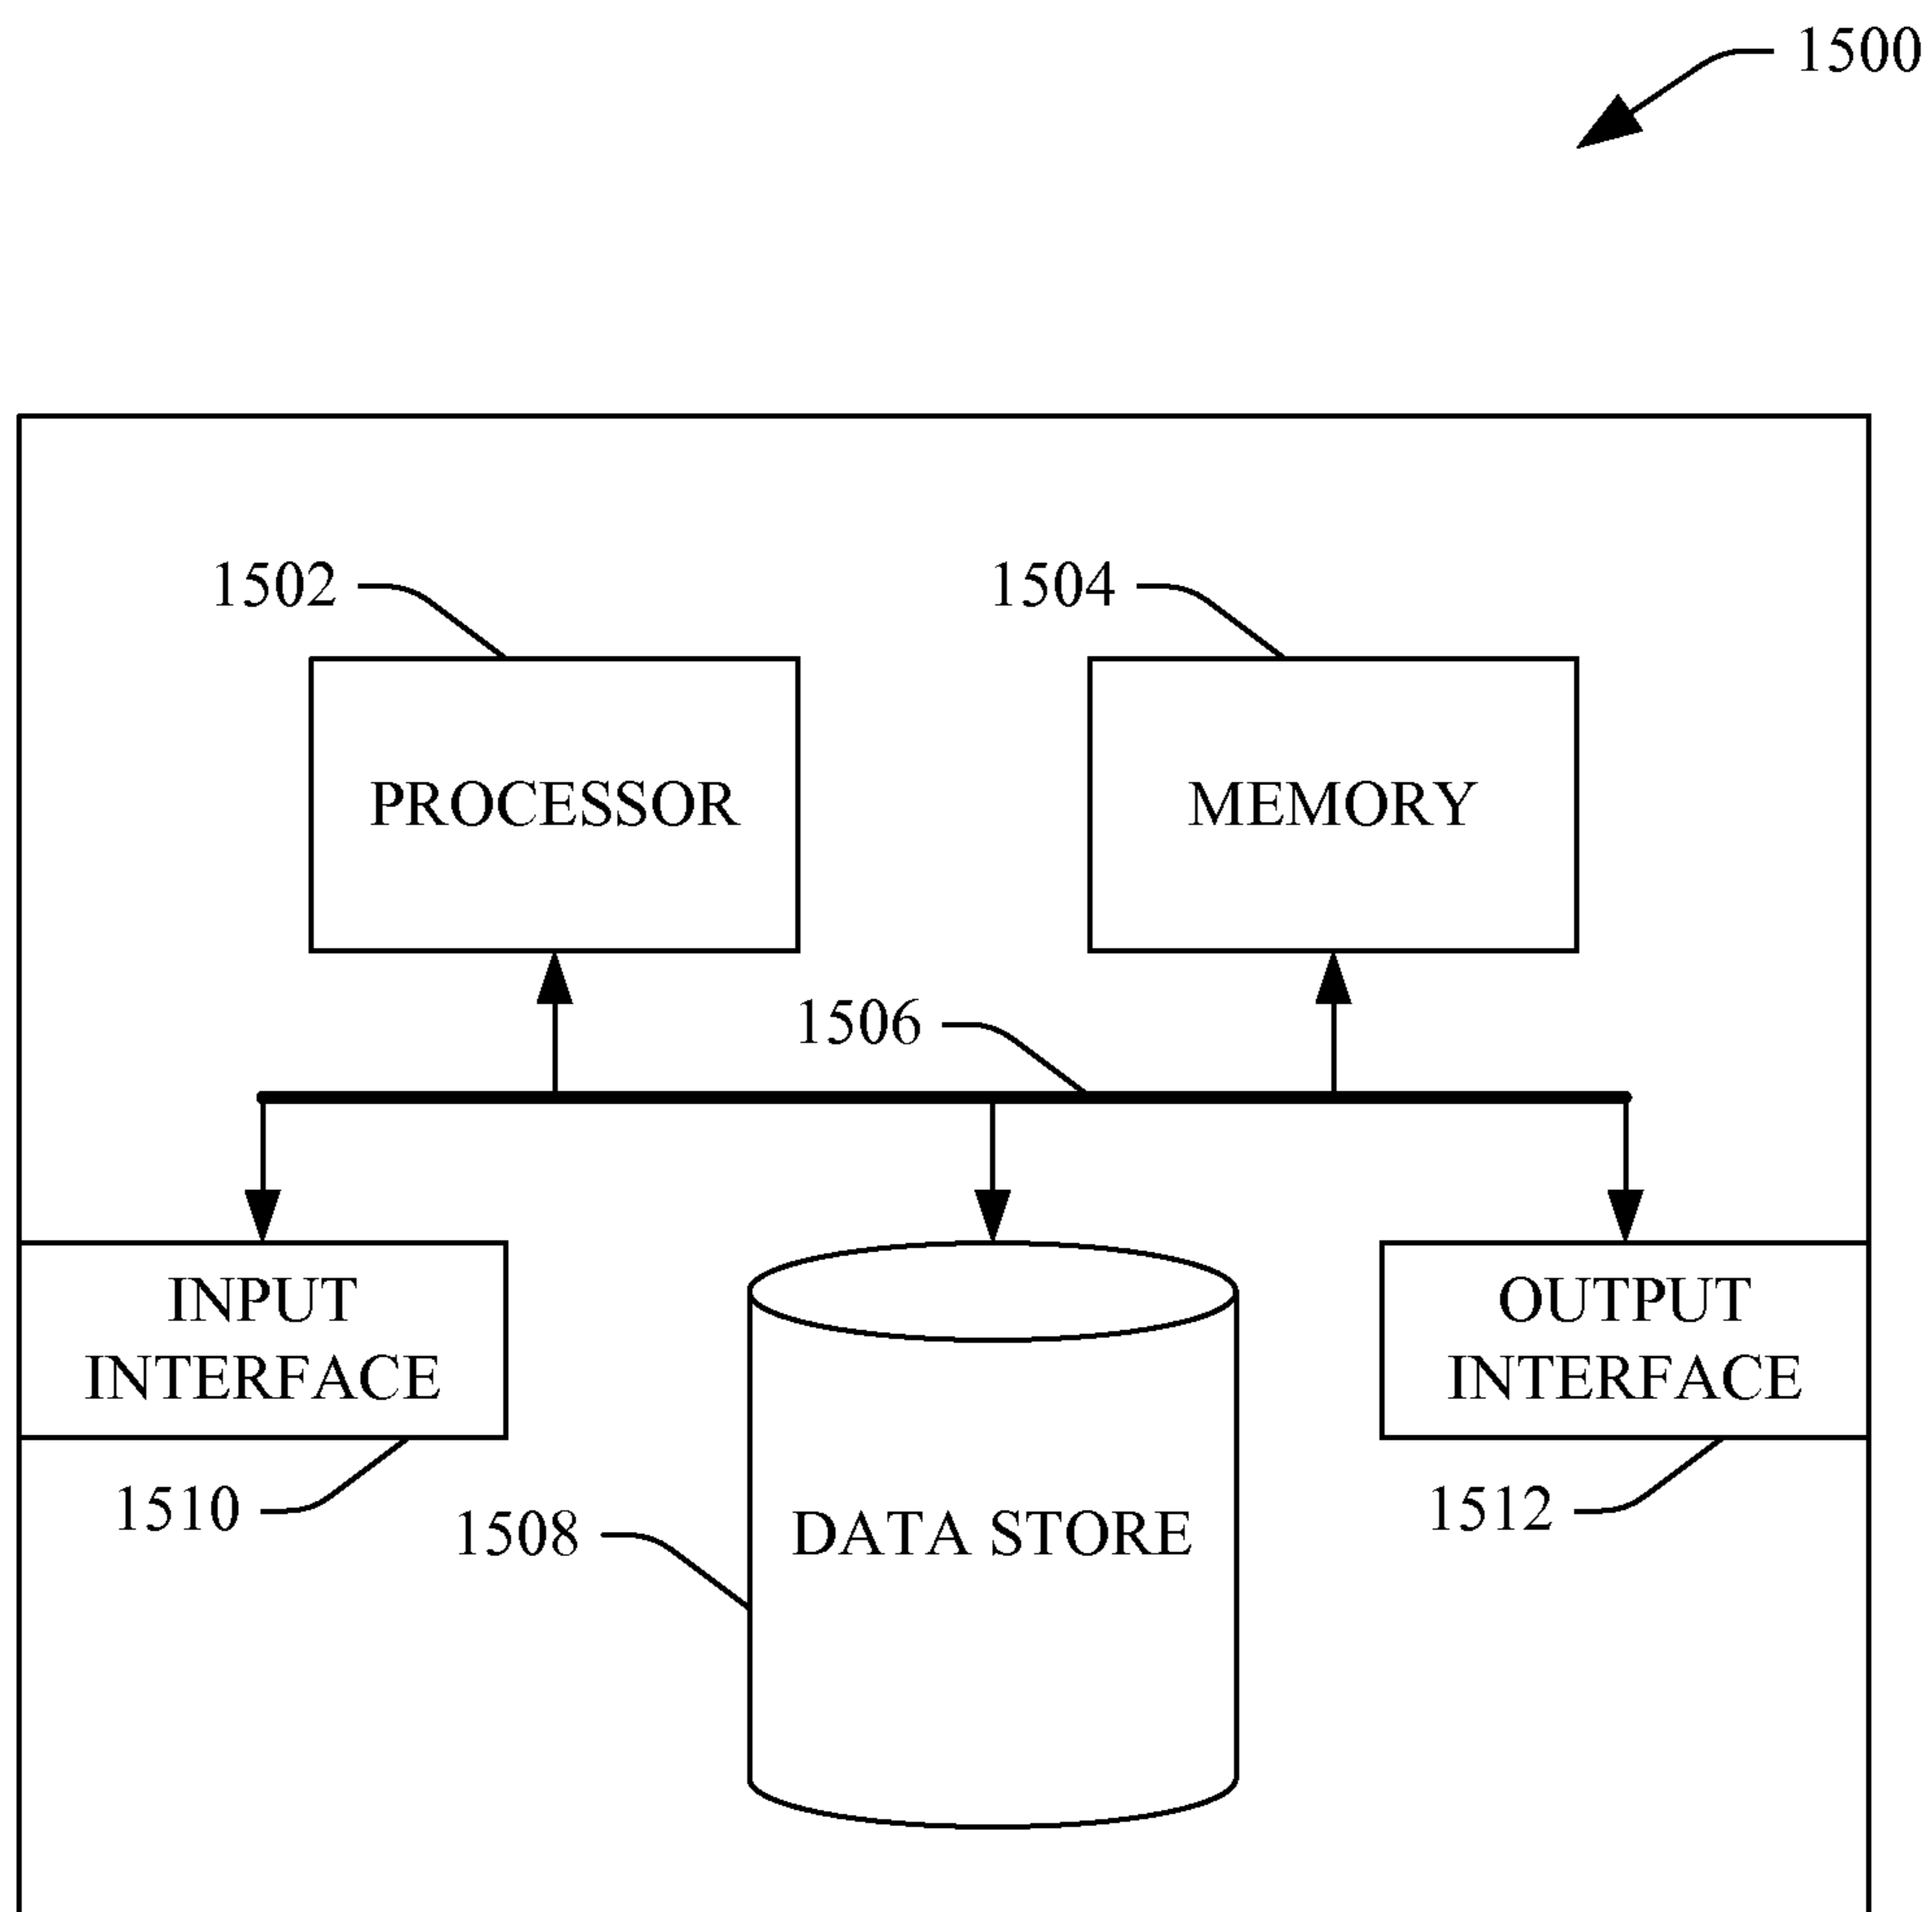 1500
1502
1504
PROCESSOR
MEMORY
1506
INPUT
INTERFACE
OUTPUT
INTERFACE
1510
1508
DATA STORE
1512